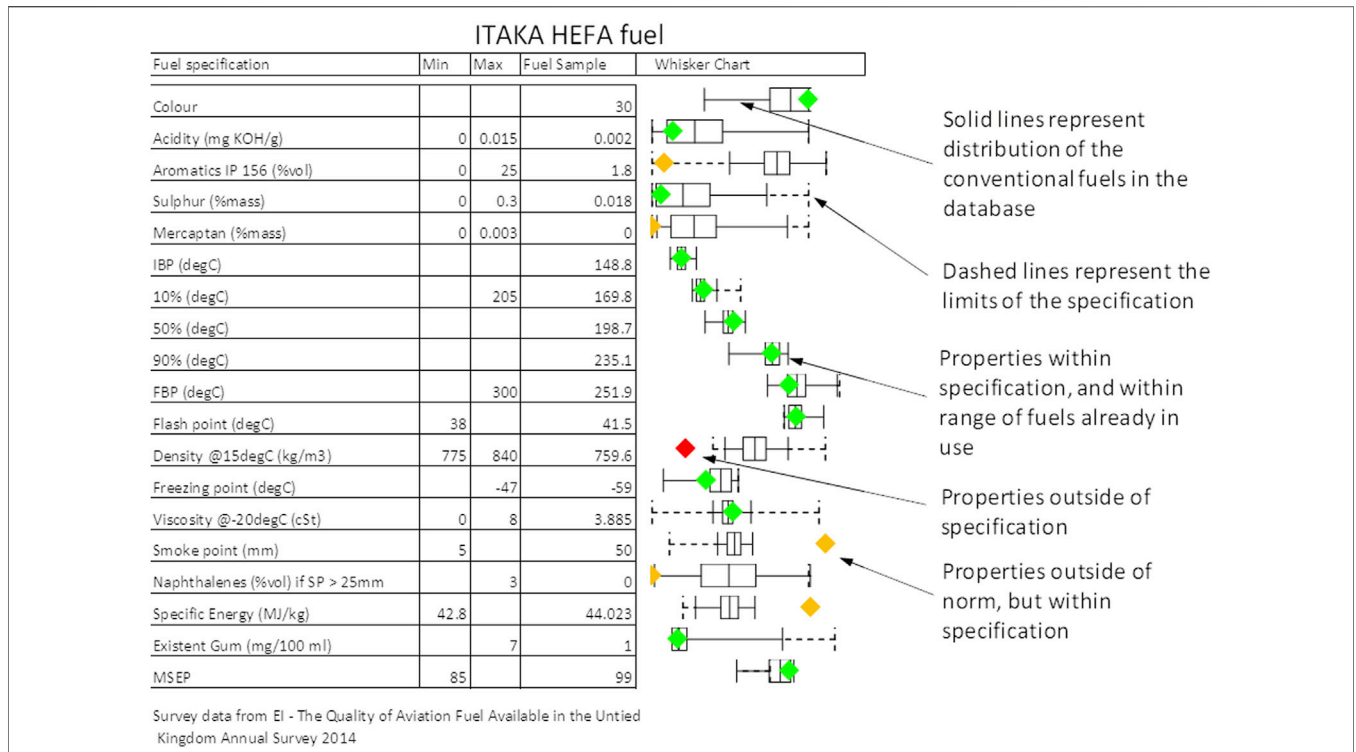 ITAKA HEFA fuel
Fuel specification Min Max Fuel Sample Whisker Chart
Colour 30
Acidity (mg KOH/g) 0 0.015 0.002
Aromatics IP 156 (%vol) 0 25 1.8
Sulphur (%mass) 0 0.3 0.018
Mercaptan (%mass) 0 0.003 0
IBP (degC) 148.8
10% (degC) 205 169.8
50% (degC) 198.7
90% (degC) 235.1
FBP (degC) 300 251.9
Flash point (degC) 38 41.5
Density @15degC (kg/m3) 775 840 759.6
Freezing point (degC) -47 -59
Viscosity @-20degC (cSt) 0 8 3.885
Smoke point (mm) 5 50
Naphthalenes (%vol) if SP > 25mm 3 0
Specific Energy (MJ/kg) 42.8 44.023
Existent Gum (mg/100 ml) 7 1
MSEP 85 99
Solid lines represent
distribution of the
conventional fuels in the
database
Dashed lines represent the
limits of the specification
Properties within
specification, and within
range of fuels already in
use
Properties outside of
specification
Properties outside of
norm, but within
specification
Survey data from EI - The Quality of Aviation Fuel Available in the Untied
Kingdom Annual Survey 2014